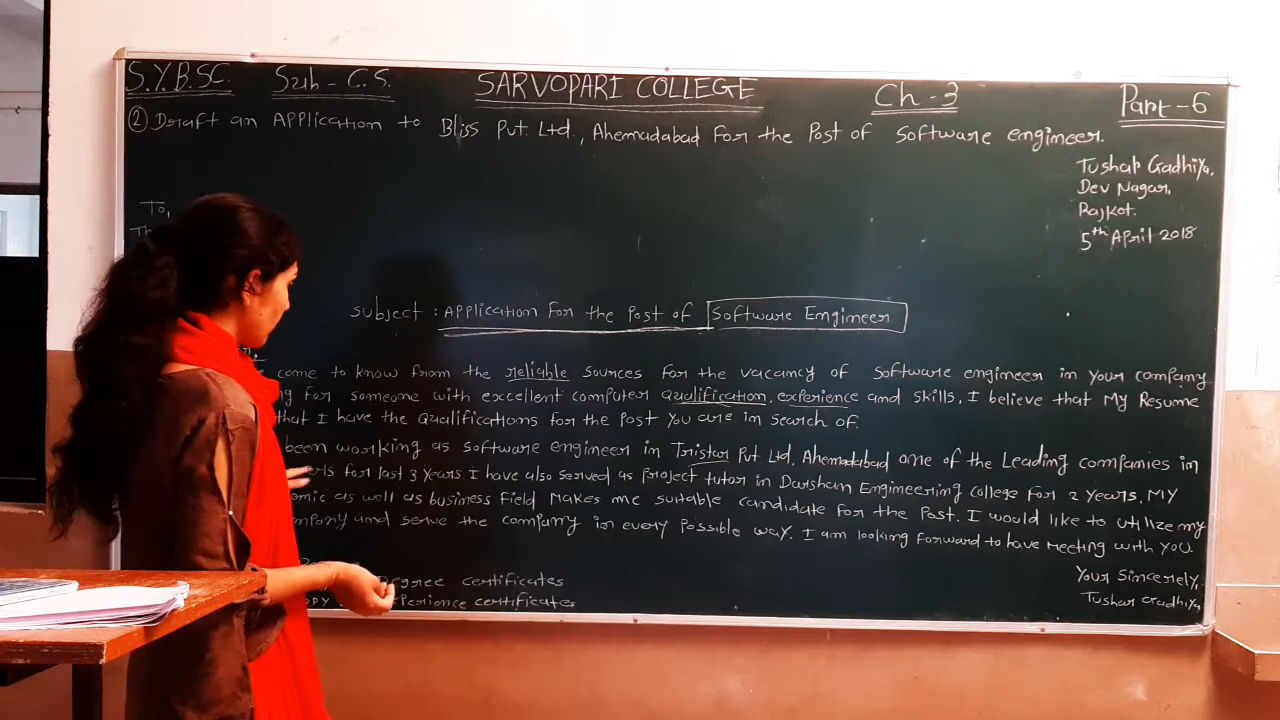 S.Y.B.SC. Sub - C.S. SARVOPARI COLLEGE Ch - 3 Part - 6
② Draft an Application to Bliss Pvt. Ltd., Ahemadabad For the Post of Software engineer.
Tushar Gadhiya,
Dev Nagar,
Rajkot.
5th April 2018
To,
Subject : Application For the Post of Software Engineer
come to know from the reliable sources for the vacancy of Software engineer in your company
for someone with excellent computer Qualification, experience and skills, I believe that My Resume
that I have the Qualifications for the Post you are in search of.
been working as software engineer in Tristar Pvt Ltd, Ahemadabad one of the Leading companies in
for last 3 years. I have also served as project tutor in Darshan Engineering college for 2 years. My
as well as business field Makes me suitable candidate for the Post. I would like to utilize my
and serve the company in every Possible way. I am looking forward to have Meeting with you.
Your Sincerely,
Tushar Gadhiya
Degree certificates
certificates